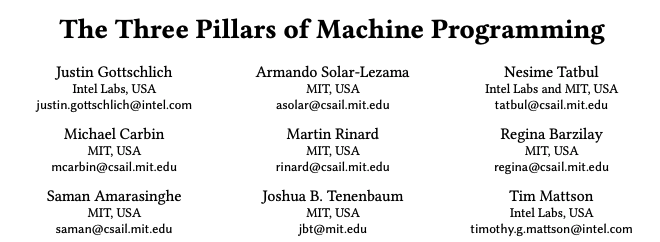 The Three Pillars of Machine Programming
Justin Gottschlich
Intel Labs, USA
justin.gottschlich@intel.com
Armando Solar-Lezama
MIT, USA
asolar@csail.mit.edu
Nesime Tatbul
Intel Labs and MIT, USA
tatbul@csail.mit.edu
Michael Carbin
MIT, USA
mcarbin@csail.mit.edu
Martin Rinard
MIT, USA
rinard@csail.mit.edu
Regina Barzilay
MIT, USA
regina@csail.mit.edu
Saman Amarasinghe
MIT, USA
saman@csail.mit.edu
Joshua B. Tenenbaum
MIT, USA
jbt@mit.edu
Tim Mattson
Intel Labs, USA
timothy.g.mattson@intel.com